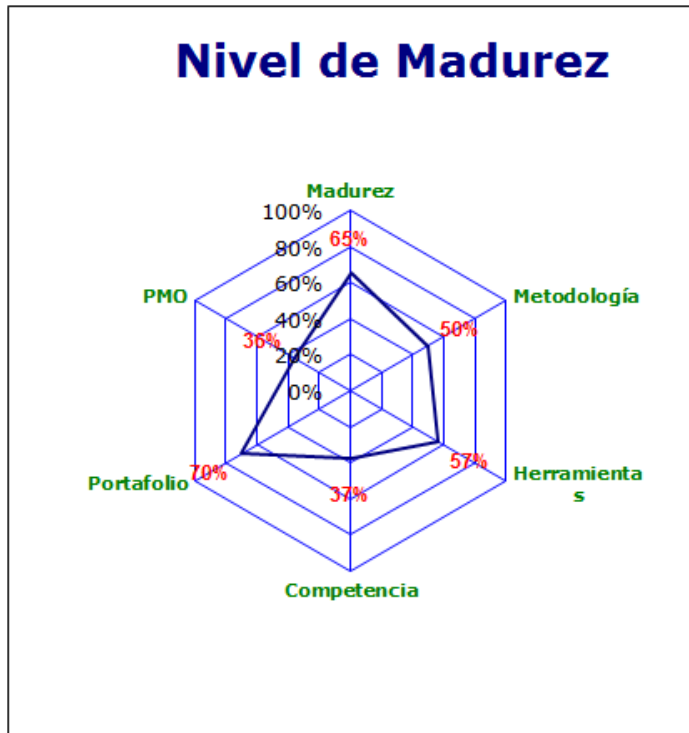 Nivel de Madurez
Madurez
100%
65%
80%
PMO
Metodología
60%
36%
50%
40%
20%
0%
70%
57%
Portafolio
Herramienta
s
37%
Competencia